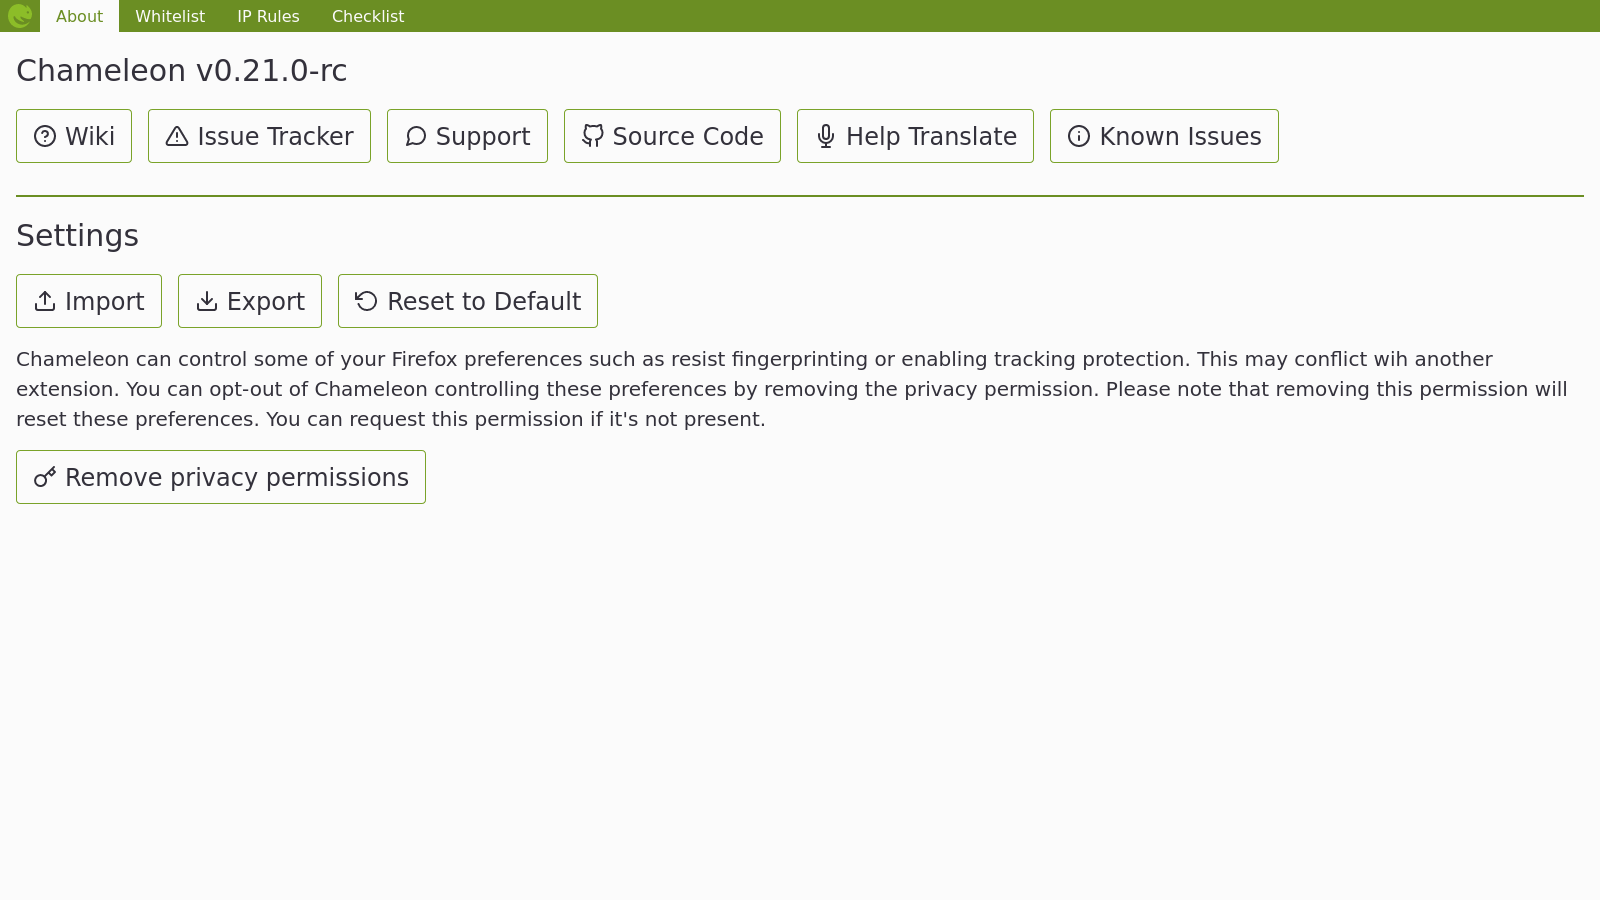 About Whitelist IP Rules Checklist
Chameleon v0.21.0-rc
Wiki Issue Tracker Support Source Code Help Translate Known Issues
Settings
Import Export Reset to Default
Chameleon can control some of your Firefox preferences such as resist fingerprinting or enabling tracking protection. This may conflict wih another
extension. You can opt-out of Chameleon controlling these preferences by removing the privacy permission. Please note that removing this permission will
reset these preferences. You can request this permission if it's not present.
Remove privacy permissions